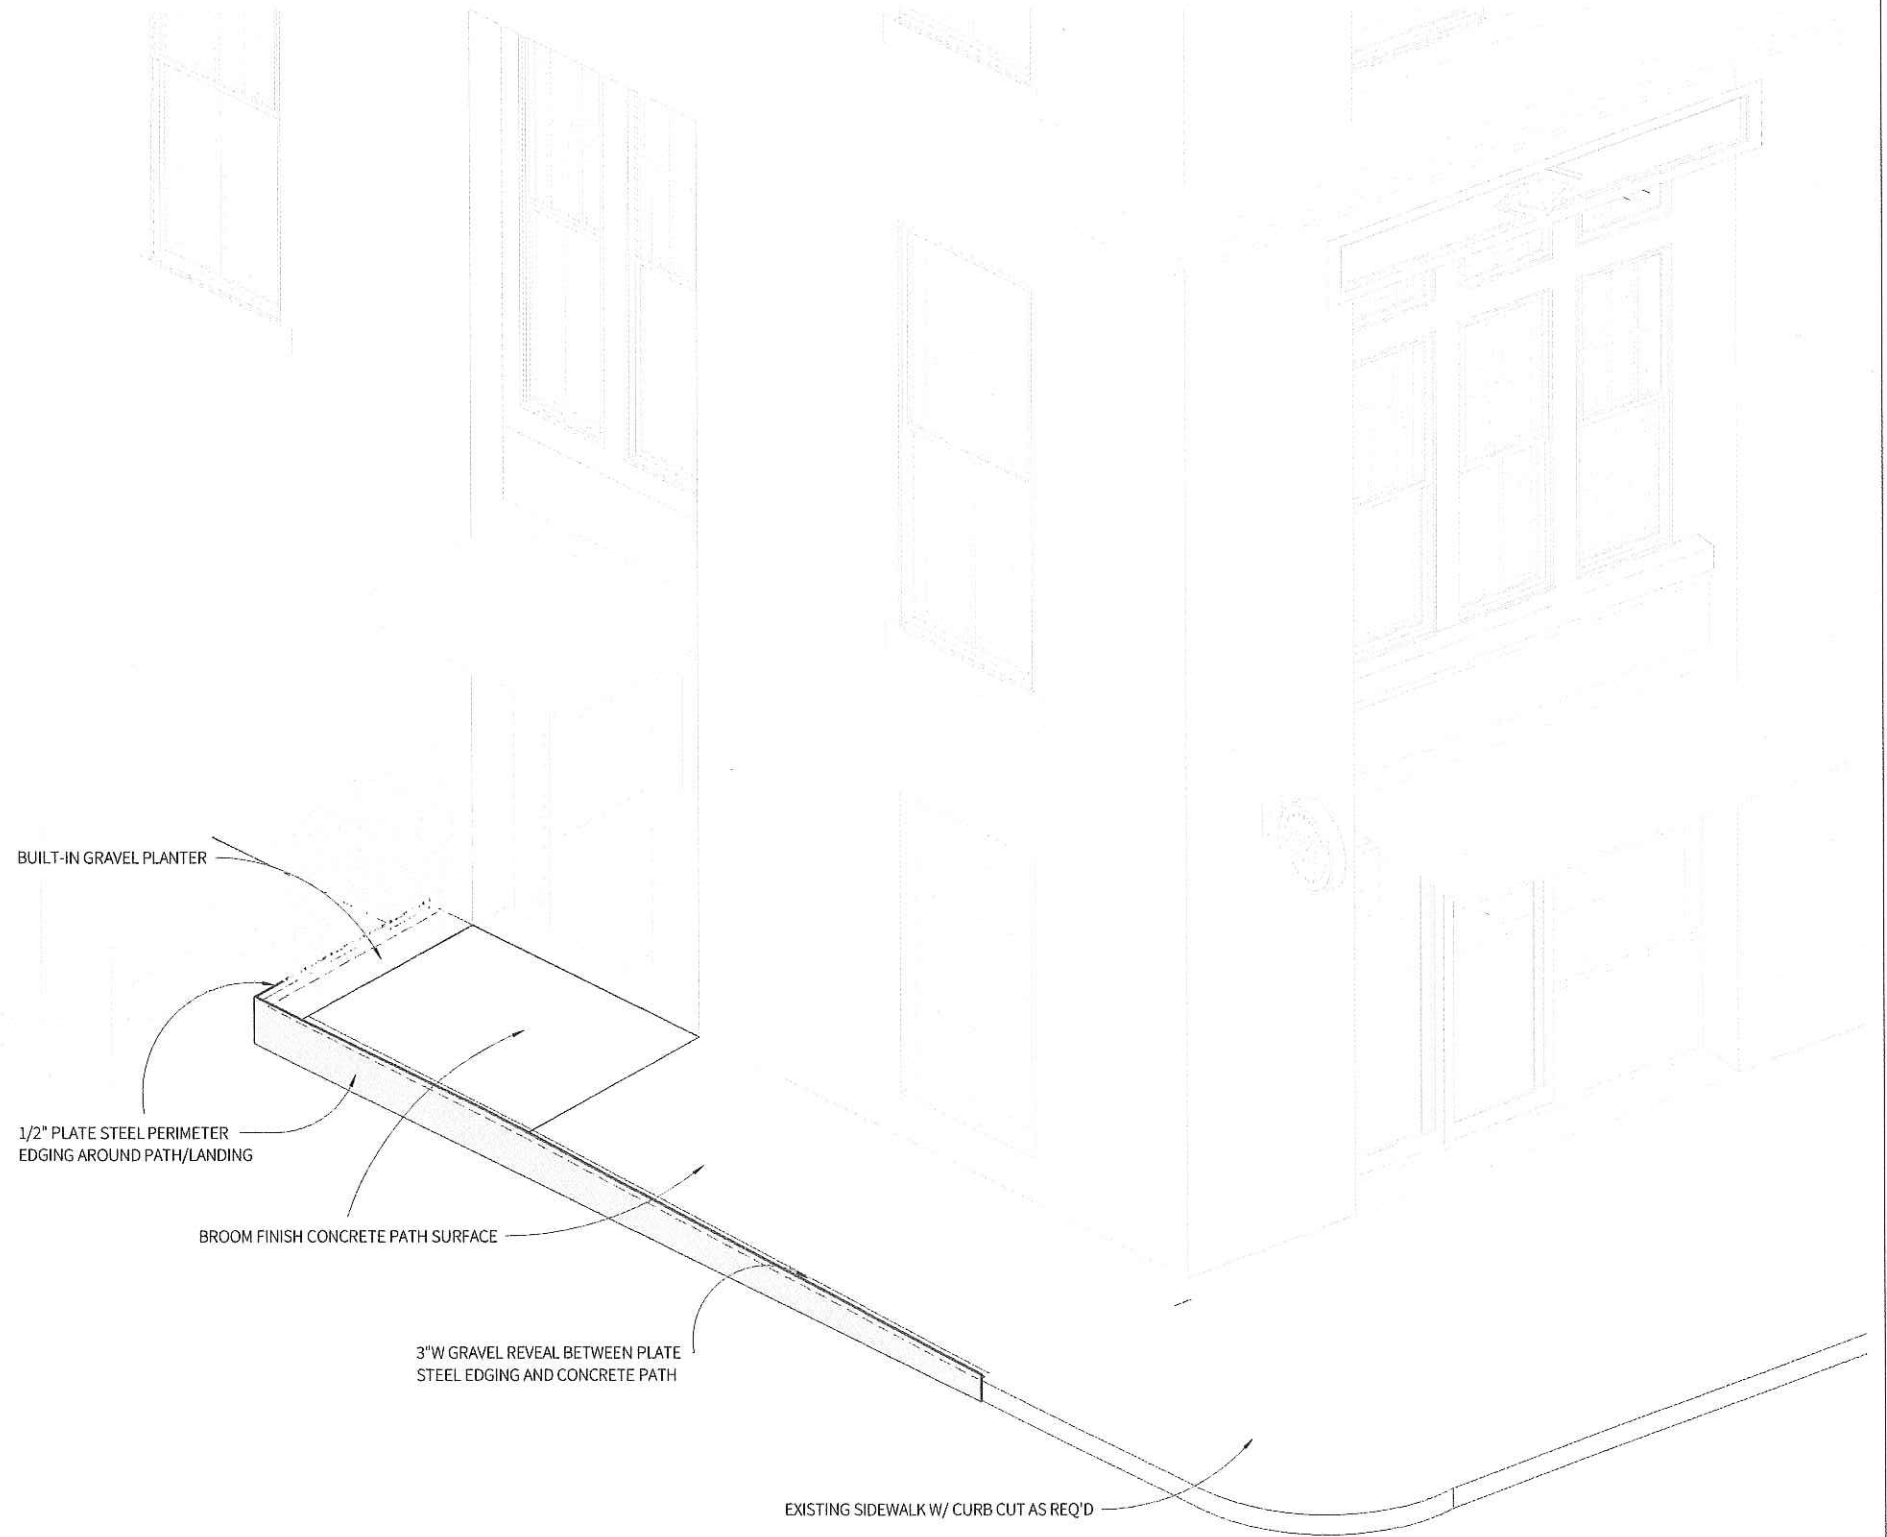 BUILT-IN GRAVEL PLANTER
1/2" PLATE STEEL PERIMETER
EDGING AROUND PATH/LANDING
BROOM FINISH CONCRETE PATH SURFACE
3"W GRAVEL REVEAL BETWEEN PLATE
STEEL EDGING AND CONCRETE PATH
EXISTING SIDEWALK W/ CURB CUT AS REQ'D